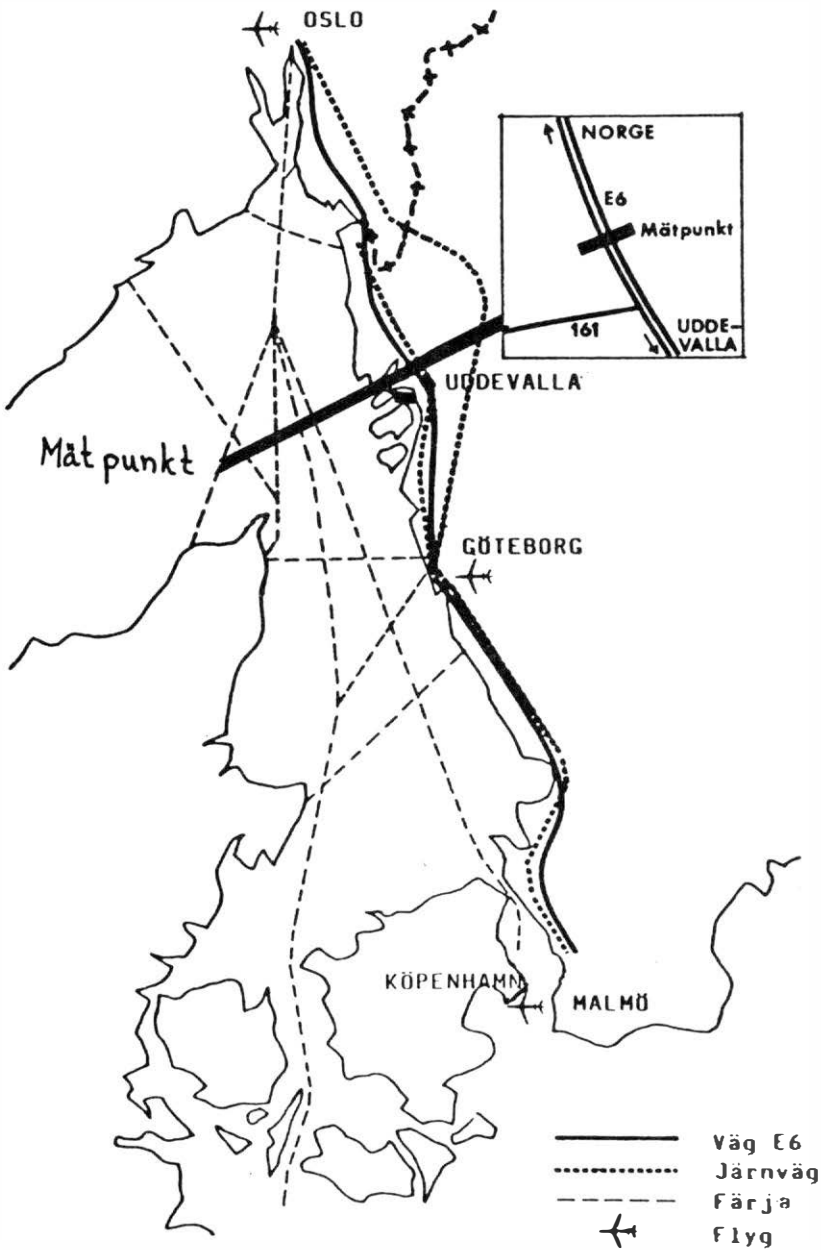 OSLO
NORGE
E6
Mätpunkt
161
UDDE-
VALLA
UDDEVALLA
Mätpunkt
GÖTEBORG
KÖPENHAMN
MALMÖ
Väg E6
Järnväg
Färja
Flyg